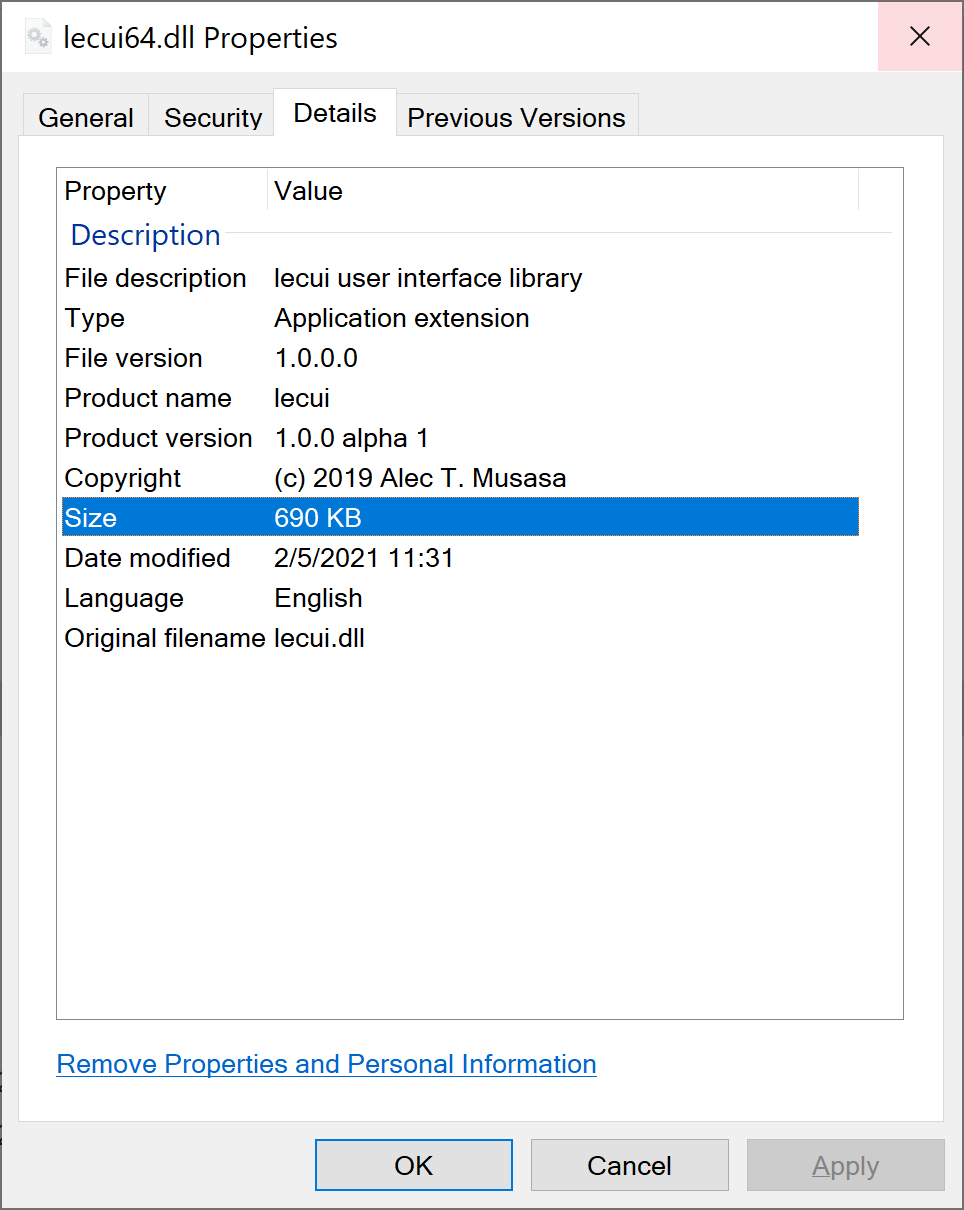 lecui64.dll Properties
General Security Details Previous Versions
Property Value
Description
File description lecui user interface library
Type Application extension
File version 1.0.0.0
Product name lecui
Product version 1.0.0 alpha 1
Copyright (c) 2019 Alec T. Musasa
Size 690 KB
Date modified 2/5/2021 11:31
Language English
Original filename lecui.dll
Remove Properties and Personal Information
OK Cancel Apply